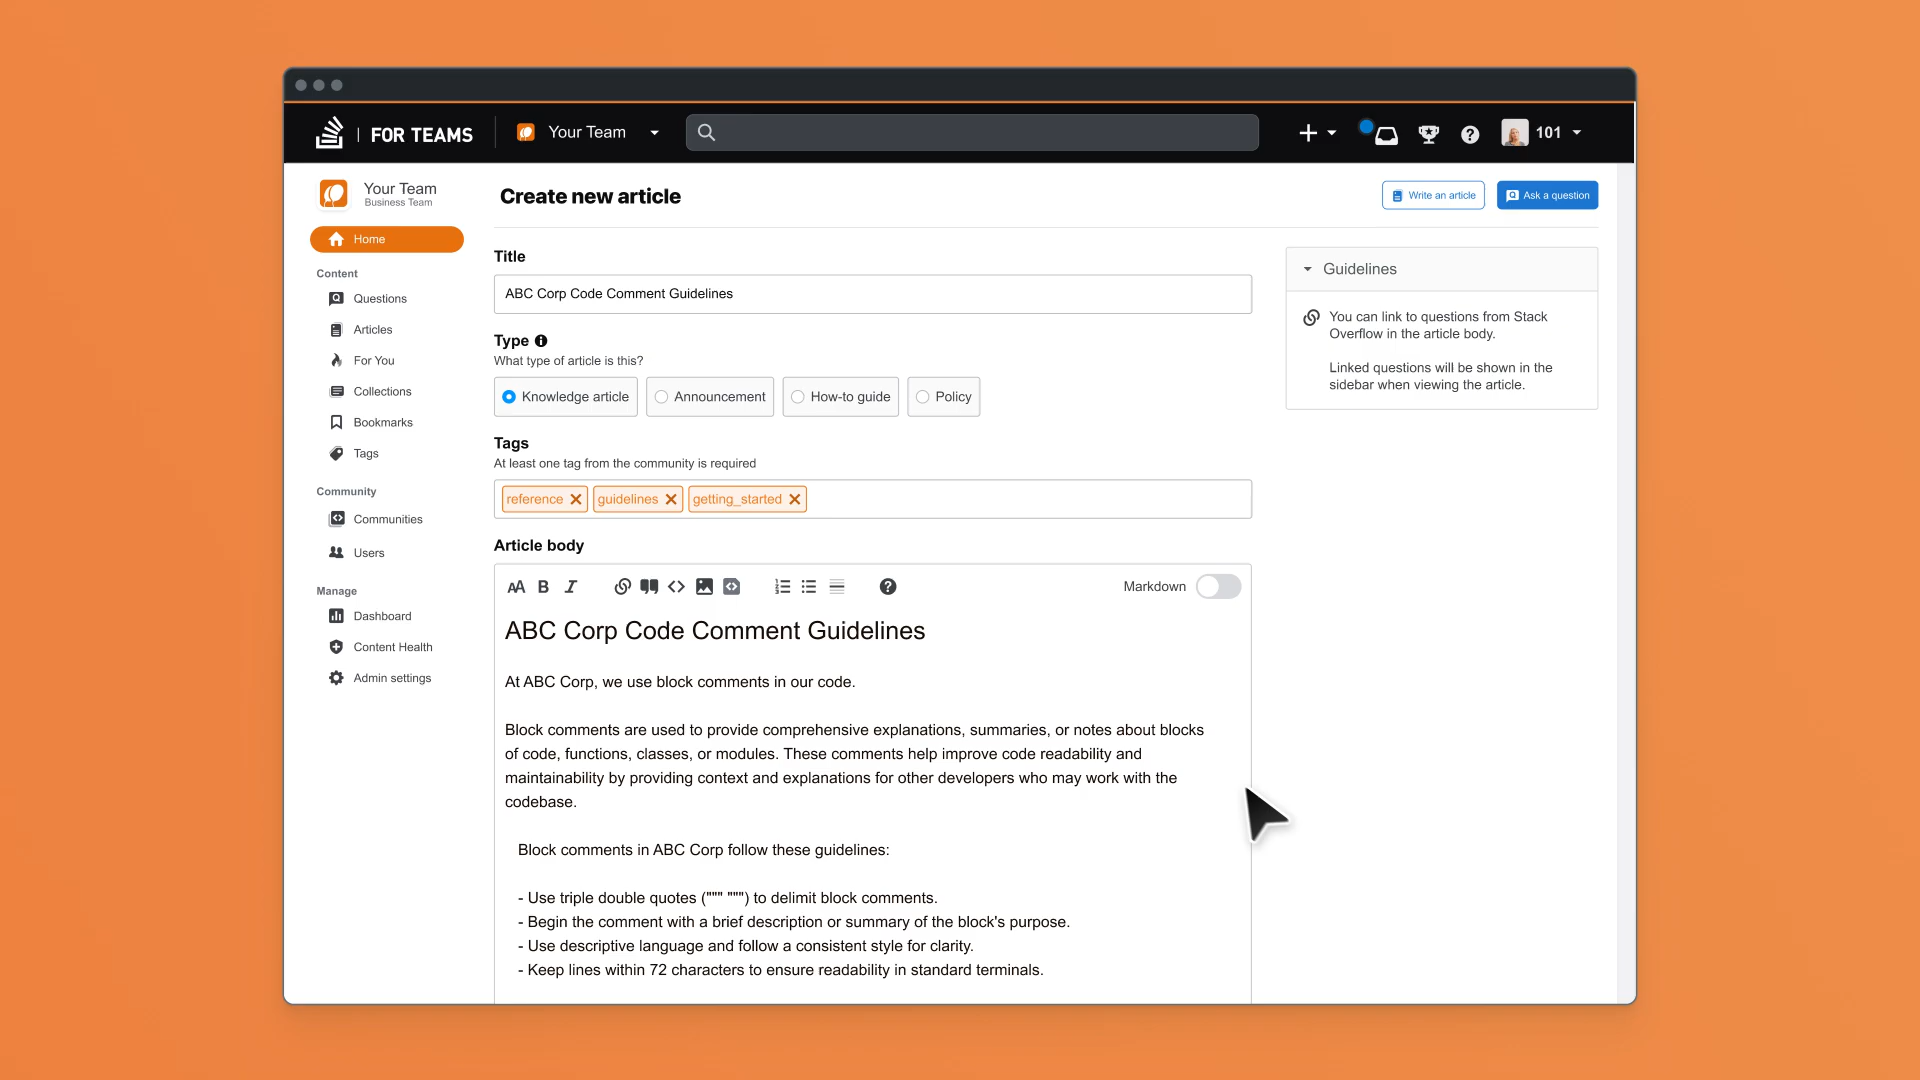 FOR TEAMS
Your Team
101
Your Team
Business Team
Home
Content
Questions
Articles
For You
Collections
Bookmarks
Tags
Community
Communities
Users
Manage
Dashboard
Content Health
Admin settings
Create new article
Write an article
Ask a question
Title
ABC Corp Code Comment Guidelines
Type
What type of article is this?
Knowledge article
Announcement
How-to guide
Policy
Tags
At least one tag from the community is required
reference
guidelines
getting_started
Article body
AA B I
Markdown
ABC Corp Code Comment Guidelines
At ABC Corp, we use block comments in our code.
Block comments are used to provide comprehensive explanations, summaries, or notes about blocks
of code, functions, classes, or modules. These comments help improve code readability and
maintainability by providing context and explanations for other developers who may work with the
codebase.
Block comments in ABC Corp follow these guidelines:
- Use triple double quotes (""" """) to delimit block comments.
- Begin the comment with a brief description or summary of the block's purpose.
- Use descriptive language and follow a consistent style for clarity.
- Keep lines within 72 characters to ensure readability in standard terminals.
Guidelines
You can link to questions from Stack
Overflow in the article body.
Linked questions will be shown in the
sidebar when viewing the article.